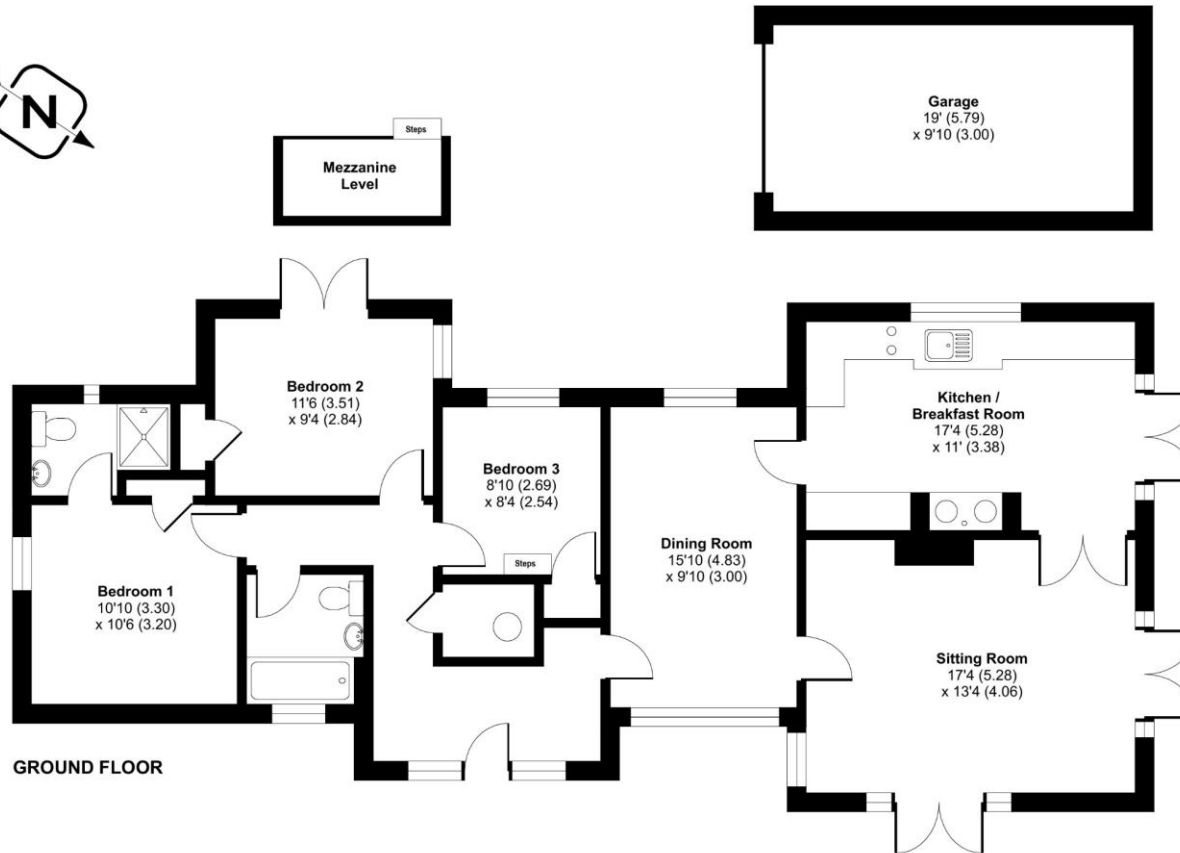 N
Steps
Mezzanine
Level
Garage
19' (5.79)
x 9'10 (3.00)
Bedroom 2
11'6 (3.51)
x 9'4 (2.84)
Kitchen /
Breakfast Room
17'4 (5.28)
x 11' (3.38)
Bedroom 3
8'10 (2.69)
x 8'4 (2.54)
Steps
Dining Room
15'10 (4.83)
x 9'10 (3.00)
Bedroom 1
10'10 (3.30)
x 10'6 (3.20)
Sitting Room
17'4 (5.28)
x 13'4 (4.06)
GROUND FLOOR